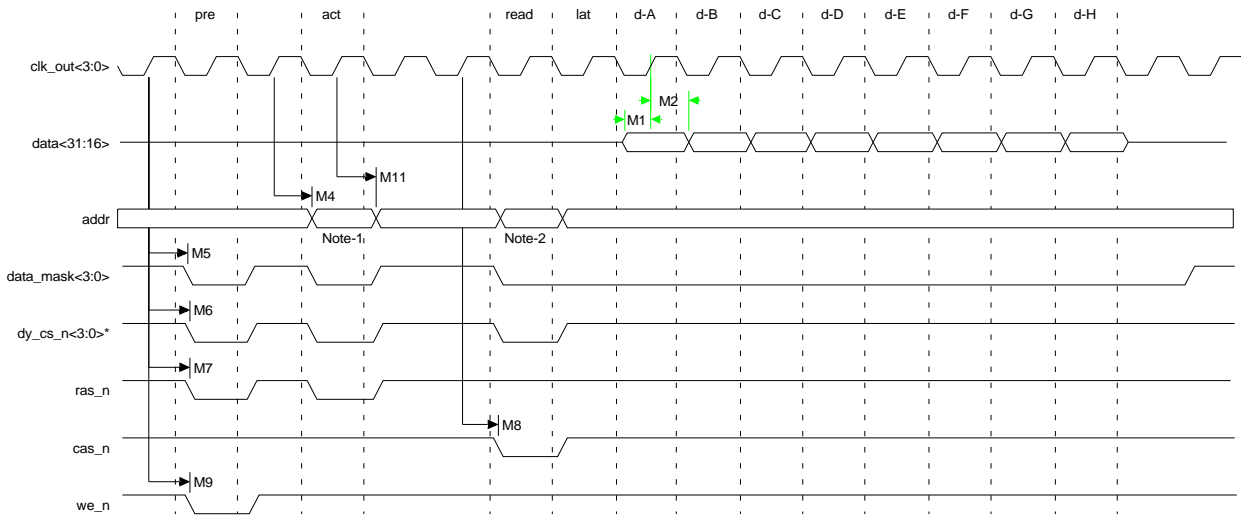 pre act read lat d-A d-B d-C d-D d-E d-F d-G d-H
clk_out<3:0>
M2
M1
data<31:16>
M11
M4
addr
Note-1 Note-2
M5
data_mask<3:0>
M6
dy_cs_n<3:0>*
M7
ras_n
M8
cas_n
M9
we_n